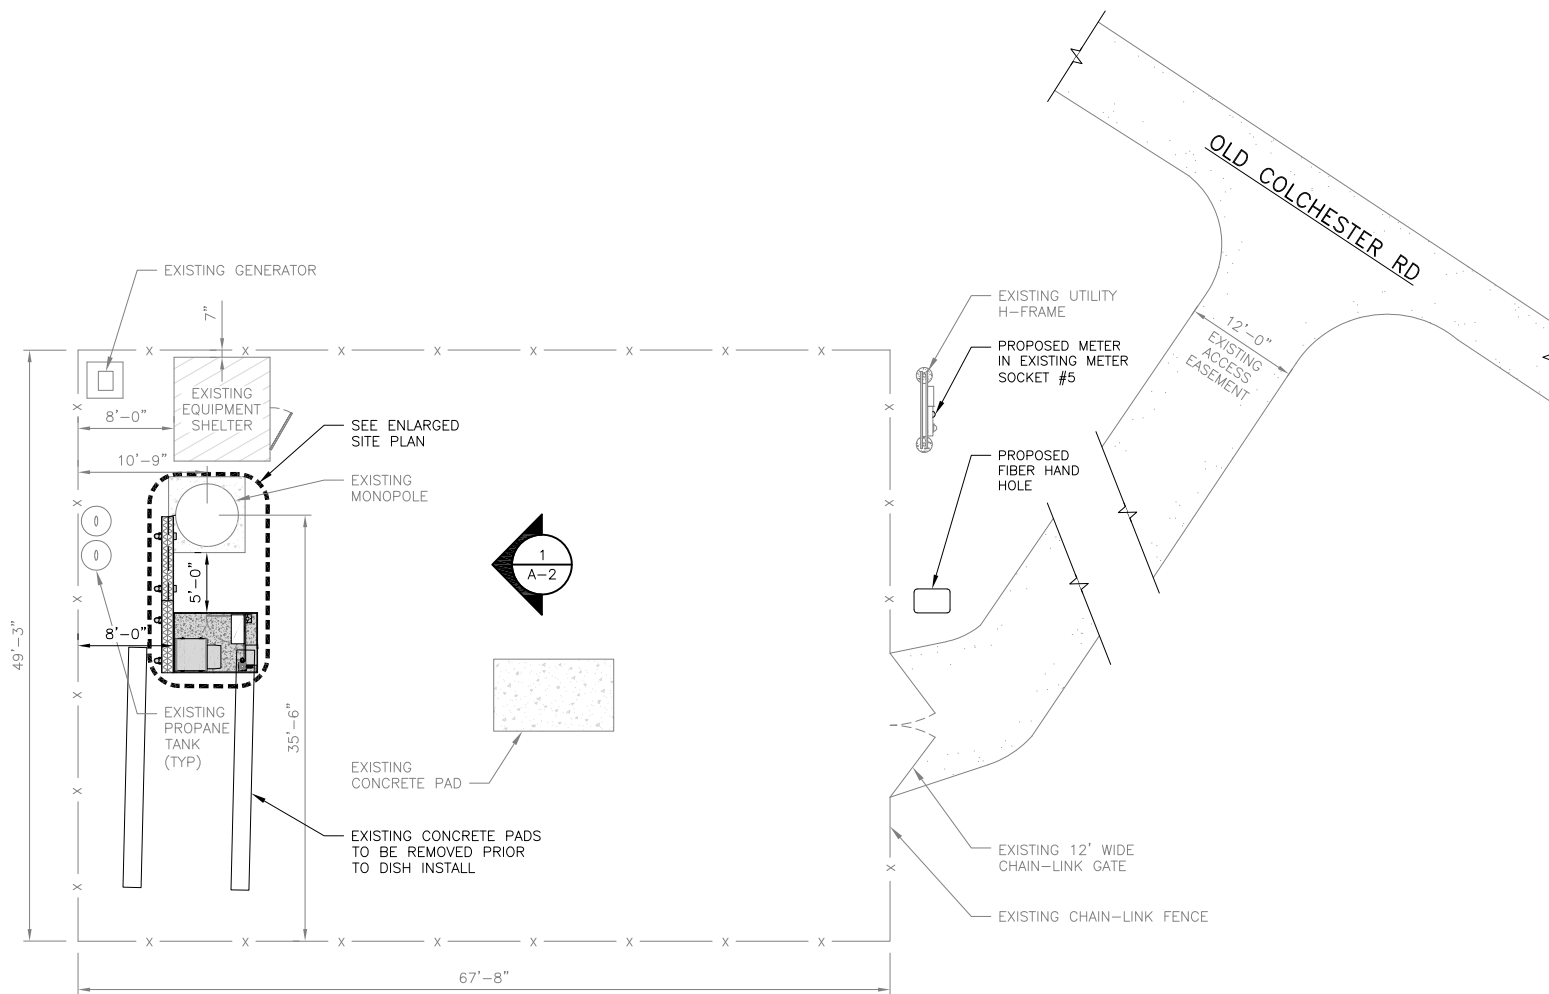 OLD COLCHESTER RD
EXISTING GENERATOR
7"
EXISTING UTILITY
H-FRAME
12'-0"
EXISTING
ACCESS
EASEMENT
PROPOSED METER
IN EXISTING METER
SOCKET #5
EXISTING
EQUIPMENT
SHELTER
8'-0"
SEE ENLARGED
SITE PLAN
10'-9"
EXISTING
MONOPOLE
PROPOSED
FIBER HAND
HOLE
1
A-2
5'-0"
8'-0"
49'-3"
EXISTING
PROPANE
TANK
(TYP)
35'-6"
EXISTING
CONCRETE PAD
EXISTING CONCRETE PADS
TO BE REMOVED PRIOR
TO DISH INSTALL
EXISTING 12' WIDE
CHAIN-LINK GATE
EXISTING CHAIN-LINK FENCE
67'-8"